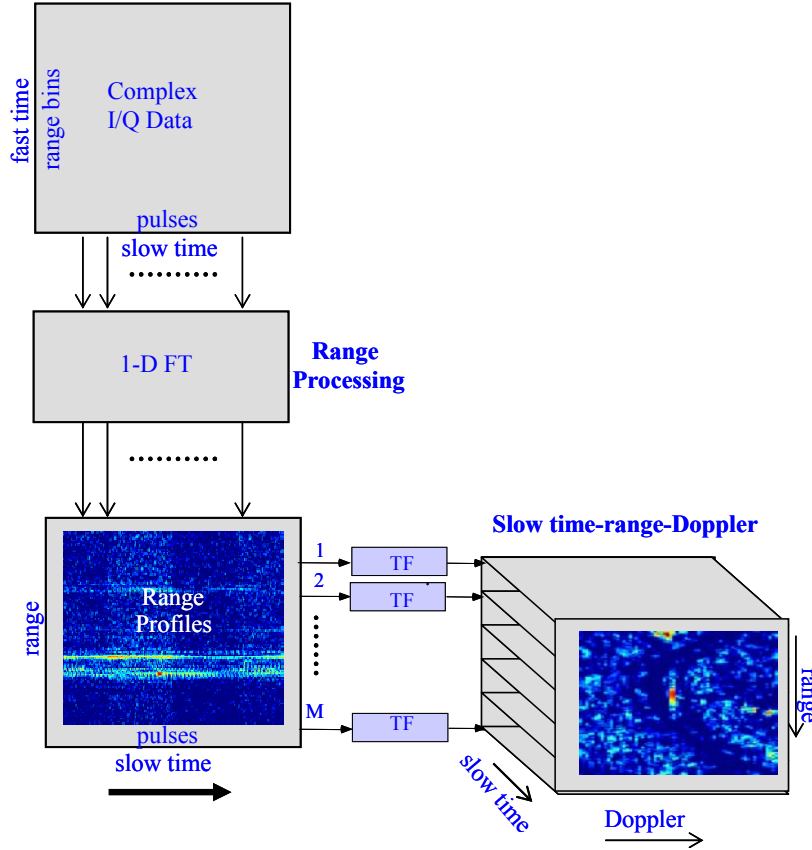 fast time
range bins
Complex
I/Q Data
pulses
slow time
1-D FT
Range
Processing
range
Range
Profiles
pulses
slow time
1
TF
2
TF
M
TF
Slow time-range-Doppler
range
slow time
Doppler